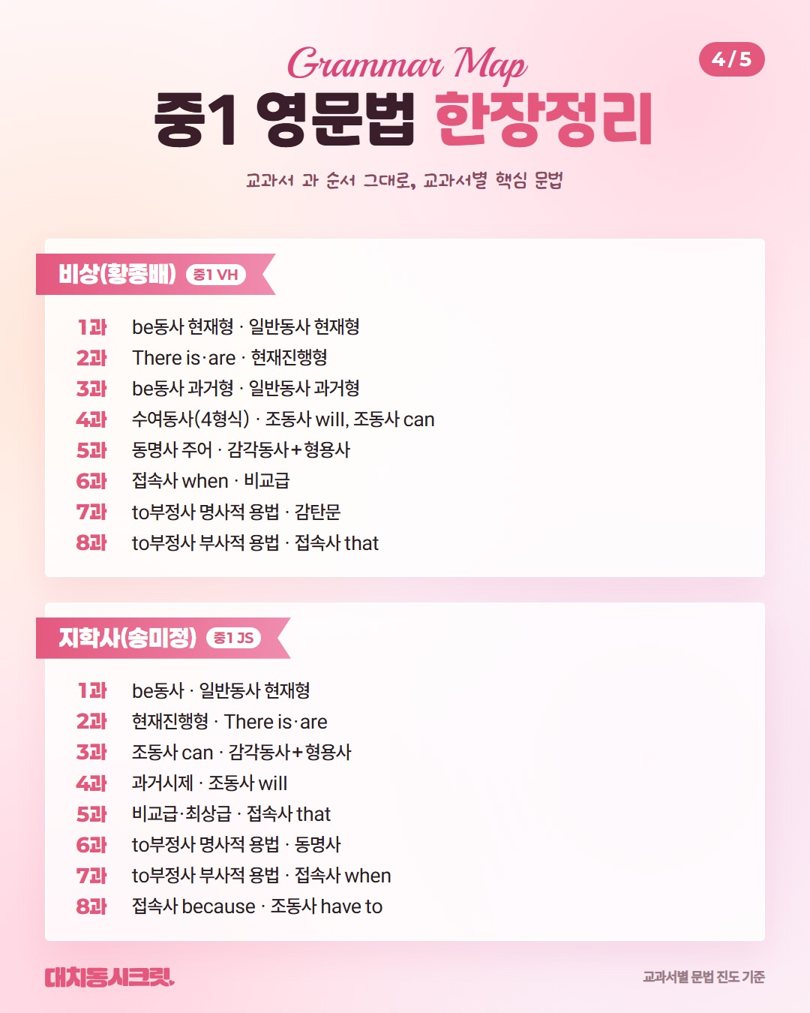 Grammar Map
4/5
중1 영문법 한장정리
교과서 과 순서 그대로, 교과서별 핵심 문법
비상(황종배) 중1 VH
1과 be동사 현재형 · 일반동사 현재형
2과 There is·are · 현재진행형
3과 be동사 과거형 · 일반동사 과거형
4과 수여동사(4형식) · 조동사 will, 조동사 can
5과 동명사 주어 · 감각동사+형용사
6과 접속사 when · 비교급
7과 to부정사 명사적 용법 · 감탄문
8과 to부정사 부사적 용법 · 접속사 that
지학사(송미정) 중1 JS
1과 be동사 · 일반동사 현재형
2과 현재진행형 · There is·are
3과 조동사 can · 감각동사+형용사
4과 과거시제 · 조동사 will
5과 비교급·최상급 · 접속사 that
6과 to부정사 명사적 용법 · 동명사
7과 to부정사 부사적 용법 · 접속사 when
8과 접속사 because · 조동사 have to
대치동시크릿
교과서별 문법 진도 기준